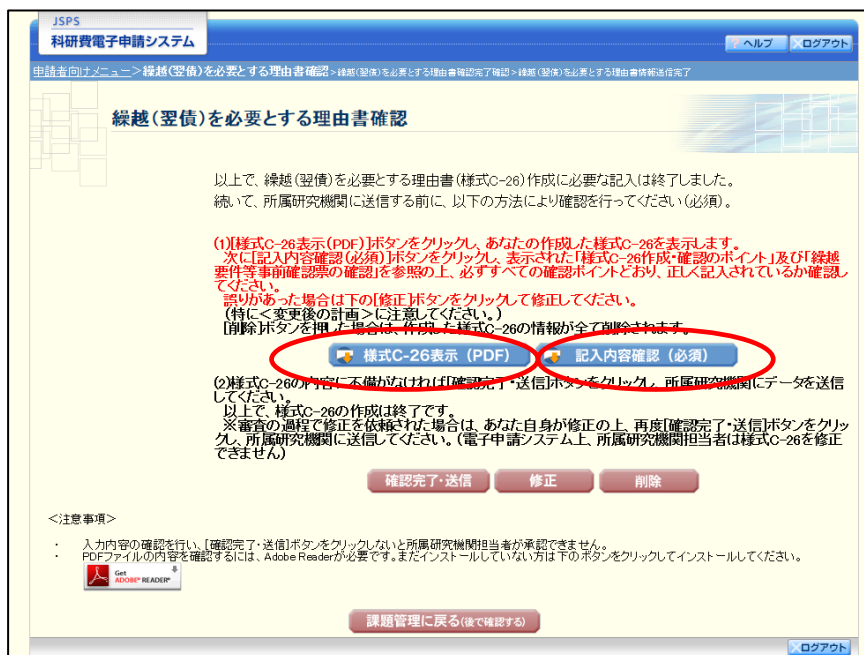 JSPS
科研費電子申請システム
? ヘルプ
×ログアウト
申請者向けメニュー>繰越(翌債)を必要とする理由書確認>繰越(翌債)を必要とする理由書確認完了確認>繰越(翌債)を必要とする理由書情報送信完了
繰越(翌債)を必要とする理由書確認
以上で、繰越(翌債)を必要とする理由書(様式C-26)作成に必要な記入は終了しました。
続いて、所属研究機関に送信する前に、以下の方法により確認を行ってください(必須)。
(1)[様式C-26表示(PDF)]ボタンをクリックし、あなたの作成した様式C-26を表示します。
次に[記入内容確認(必須)]ボタンをクリックし、表示された「様式C-26作成・確認のポイント」及び「繰越
要件等事前確認票の確認」を参照の上、必ずすべての確認ポイントどおり、正しく記入されているか確認し
てください。
誤りがあった場合は下の[修正]ボタンをクリックして修正してください。
(特に<変更後の計画>に注意してください。)
[削除]ボタンを押した場合は、作成した様式C-26の情報が全て削除されます。
様式C-26表示(PDF)
記入内容確認(必須)
(2)様式C-26の内容に不備がなければ[確認完了・送信]ボタンをクリックし、所属研究機関にデータを送信
してください。
以上で、様式C-26の作成は終了です。
※審査の過程で修正を依頼された場合は、あなた自身が修正の上、再度[確認完了・送信]ボタンをクリッ
クし、所属研究機関に送信してください。(電子申請システム上、所属研究機関担当者は様式C-26を修正
できません)
確認完了・送信
修正
削除
<注意事項>
・ 入力内容の確認を行い、[確認完了・送信]ボタンをクリックしないと所属研究機関担当者が承認できません。
・ PDFファイルの内容を確認するには、Adobe Readerが必要です。まだインストールしていない方は下のボタンをクリックしてインストールしてください。
Get
ADOBE® READER®
課題管理に戻る(後で確認する)
×ログアウト